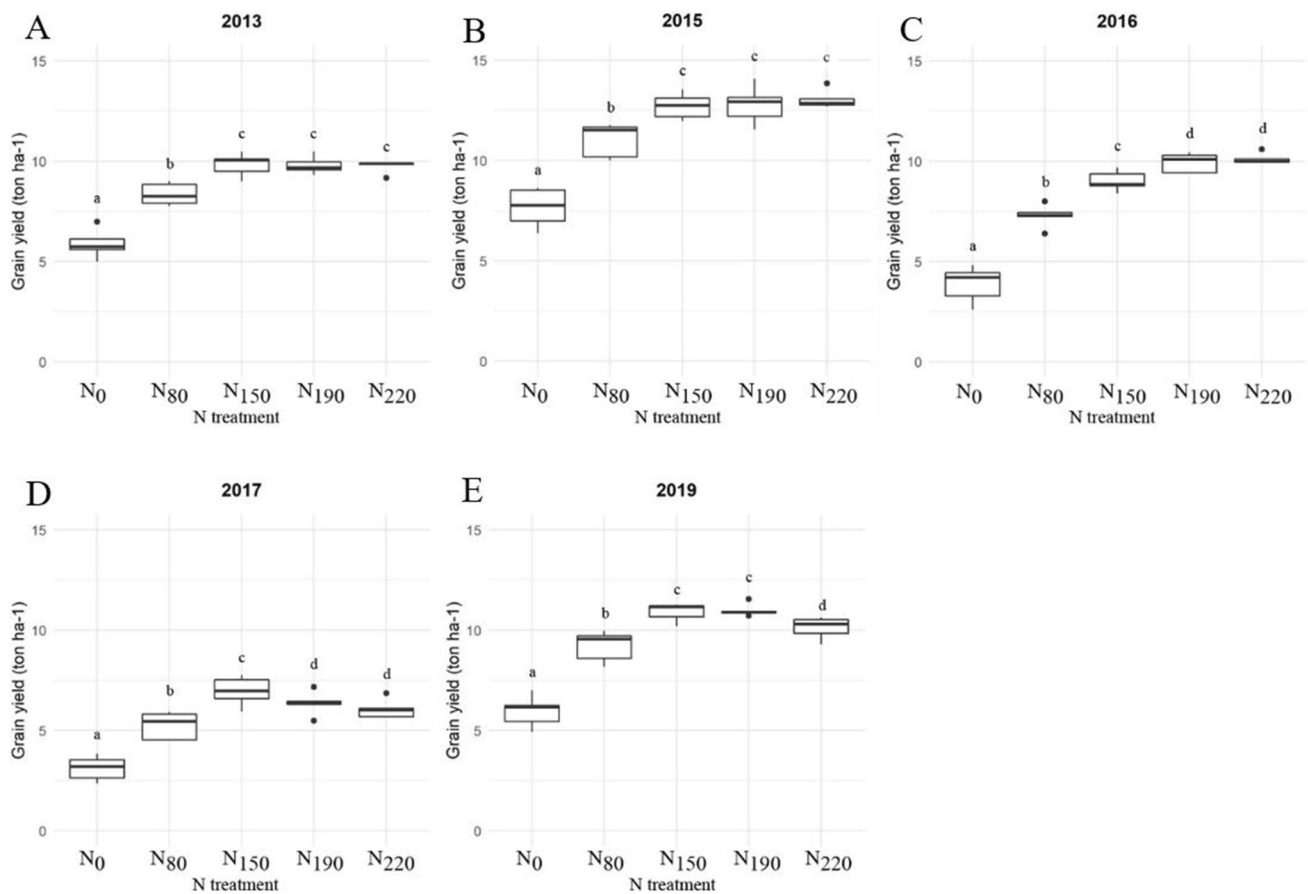 A
2013
Grain yield (ton ha-1)
15
10
5
0
a
b
c
c
c
N0
N80
N150
N190
N220
N treatment
B
2015
Grain yield (ton ha-1)
15
10
5
0
a
b
c
c
c
N0
N80
N150
N190
N220
N treatment
C
2016
Grain yield (ton ha-1)
15
10
5
0
a
b
c
d
d
N0
N80
N150
N190
N220
N treatment
D
2017
Grain yield (ton ha-1)
15
10
5
0
a
b
c
d
d
N0
N80
N150
N190
N220
N treatment
E
2019
Grain yield (ton ha-1)
15
10
5
0
a
b
c
c
d
N0
N80
N150
N190
N220
N treatment